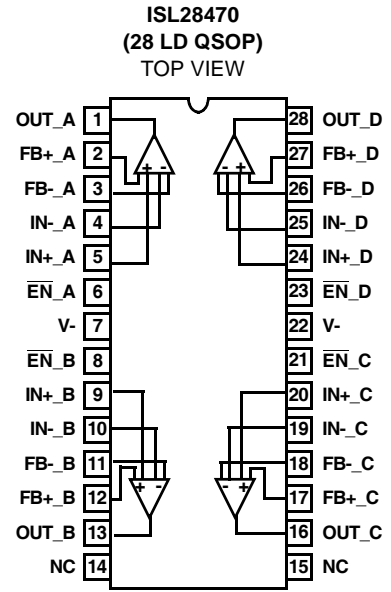 ISL28470
(28 LD QSOP)
TOP VIEW
OUT_A 1 28 OUT_D
FB+_A 2 27 FB+_D
+ - + -
FB-_A 3 26 FB-_D
IN-_A 4 25 IN-_D
IN+_A 5 24 IN+_D
EN_A 6 23 EN_D
V- 7 22 V-
EN_B 8 21 EN_C
IN+_B 9 20 IN+_C
IN-_B 10 19 IN-_C
FB-_B 11 18 FB-_C
+ - - +
FB+_B 12 17 FB+_C
OUT_B 13 16 OUT_C
NC 14 15 NC